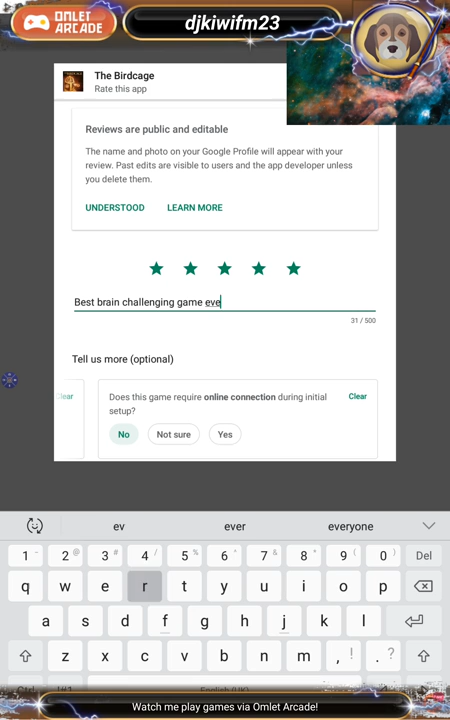 OMLET ARCADE
djkiwifm23
The Birdcage
Rate this app
Reviews are public and editable
The name and photo on your Google Profile will appear with your
review. Past edits are visible to users and the app developer unless
you delete them.
UNDERSTOOD LEARN MORE
Best brain challenging game eve
31 / 500
Tell us more (optional)
Clear
Does this game require online connection during initial
setup?
Clear
No Not sure Yes
ev ever everyone
1 2 @ 3 # 4 / 5 % 6 7 & 8 * 9 ( 0 ) Del
q w e r t y u i o p
a s d f g h j k l
z x c v b n m , ! . ?
Ctrl !#1 English (UK)
Watch me play games via Omlet Arcade!